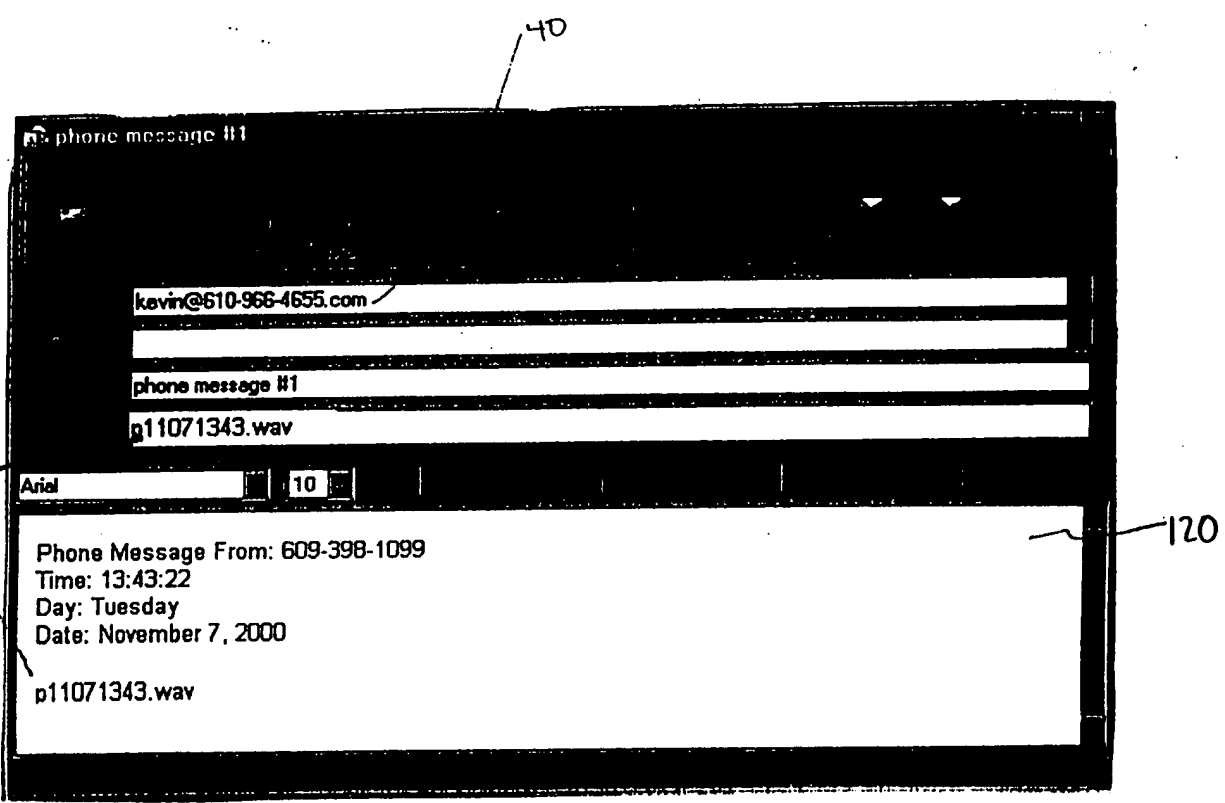 40
phone message #1
kevin@610-966-4655.com
phone message #1
p11071343.wav
Arial 10
120
Phone Message From: 609-398-1099
Time: 13:43:22
Day: Tuesday
Date: November 7, 2000
p11071343.wav